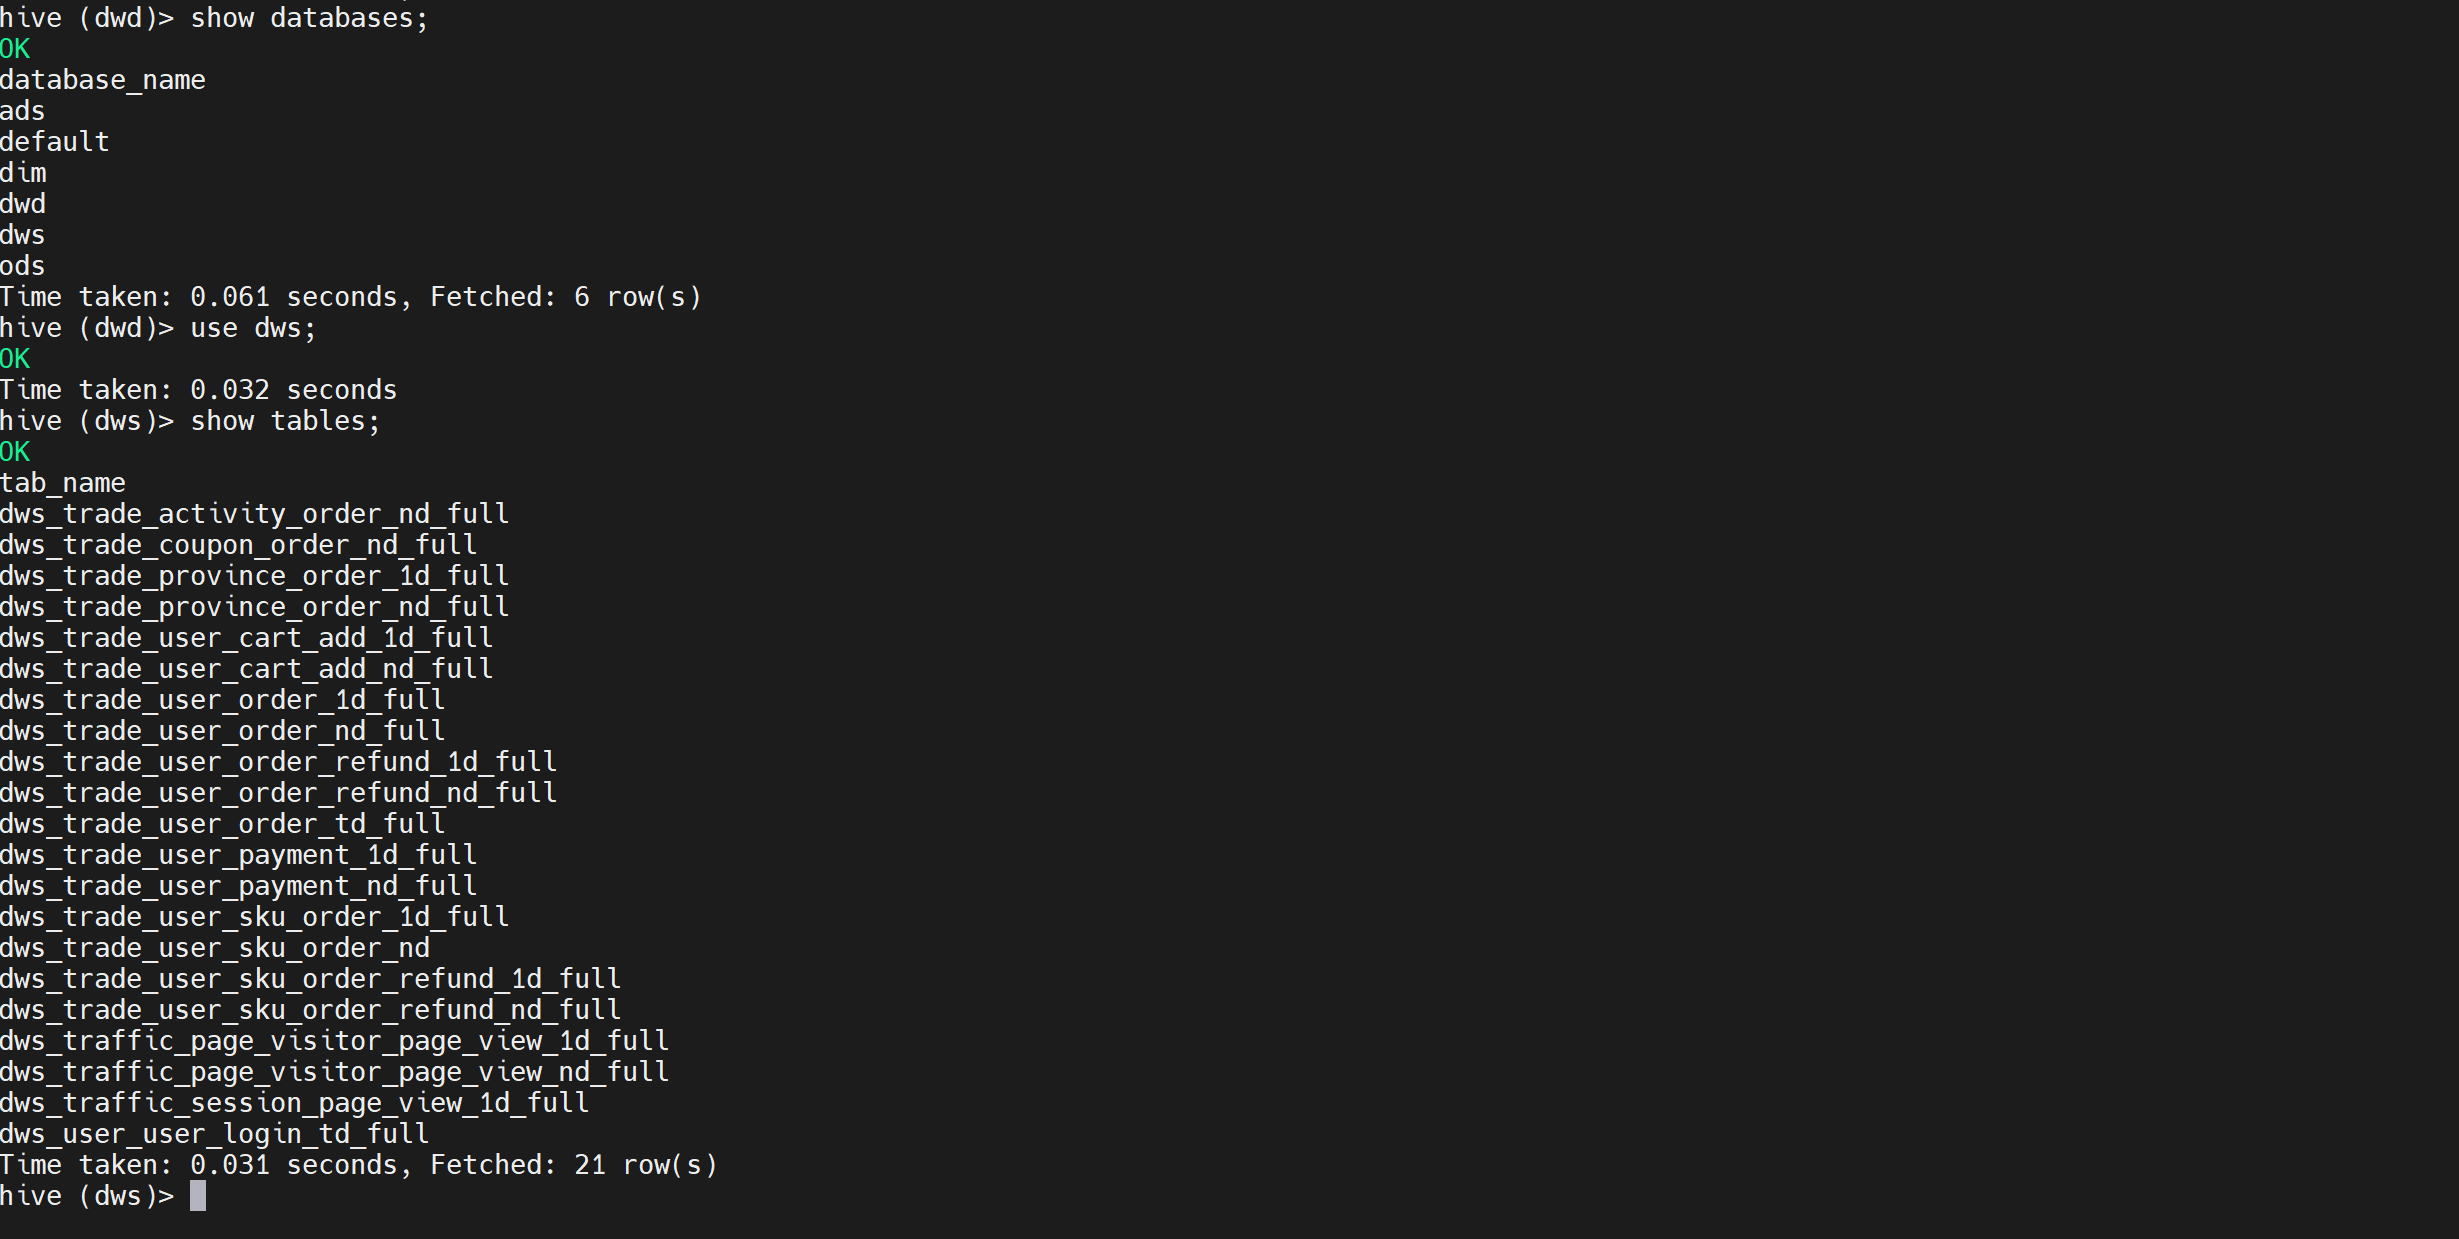 hive (dwd)> show databases;
OK
database_name
ads
default
dim
dwd
dws
ods
Time taken: 0.061 seconds, Fetched: 6 row(s)
hive (dwd)> use dws;
OK
Time taken: 0.032 seconds
hive (dws)> show tables;
OK
tab_name
dws_trade_activity_order_nd_full
dws_trade_coupon_order_nd_full
dws_trade_province_order_1d_full
dws_trade_province_order_nd_full
dws_trade_user_cart_add_1d_full
dws_trade_user_cart_add_nd_full
dws_trade_user_order_1d_full
dws_trade_user_order_nd_full
dws_trade_user_order_refund_1d_full
dws_trade_user_order_refund_nd_full
dws_trade_user_order_td_full
dws_trade_user_payment_1d_full
dws_trade_user_payment_nd_full
dws_trade_user_sku_order_1d_full
dws_trade_user_sku_order_nd
dws_trade_user_sku_order_refund_1d_full
dws_trade_user_sku_order_refund_nd_full
dws_traffic_page_visitor_page_view_1d_full
dws_traffic_page_visitor_page_view_nd_full
dws_traffic_session_page_view_1d_full
dws_user_user_login_td_full
Time taken: 0.031 seconds, Fetched: 21 row(s)
hive (dws)>